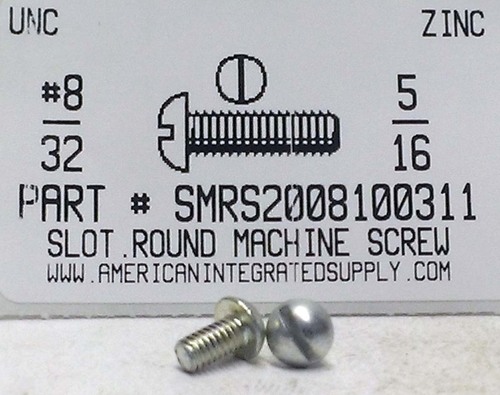 UNC ZINC
#8 5
32 16
PART # SMRS2008100311
SLOT.ROUND MACHINE SCREW
WWW.AMERICANINTEGRATEDSUPPLY.COM